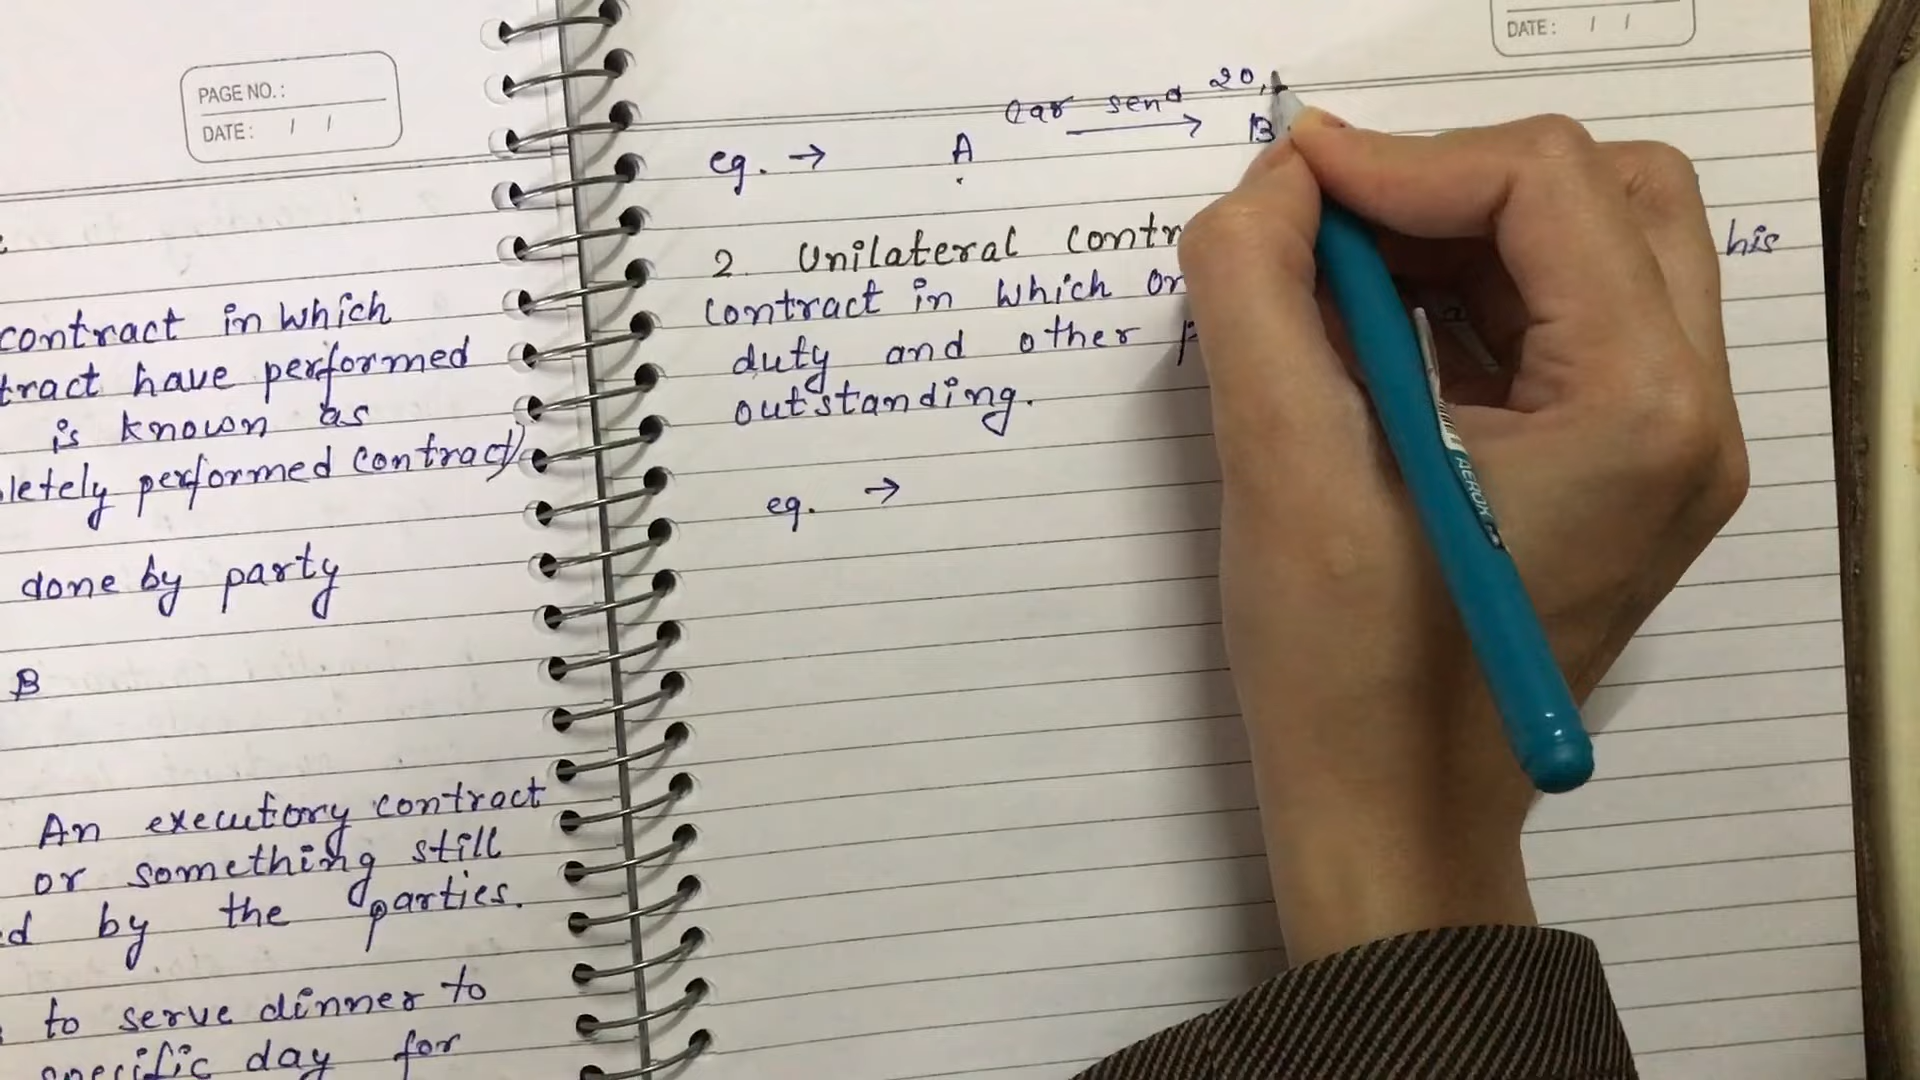 PAGE NO.:
DATE: / /
contract in which
tract have performed
is known as
letely performed contract)
done by party
B
An executory contract
or something still
d by the parties.
to serve dinner to
specific day for
DATE: / /
Car send 20,
eg. → A → B
2. Unilateral contr his
contract in which on
duty and other p
outstanding.
eg. →
AEROX